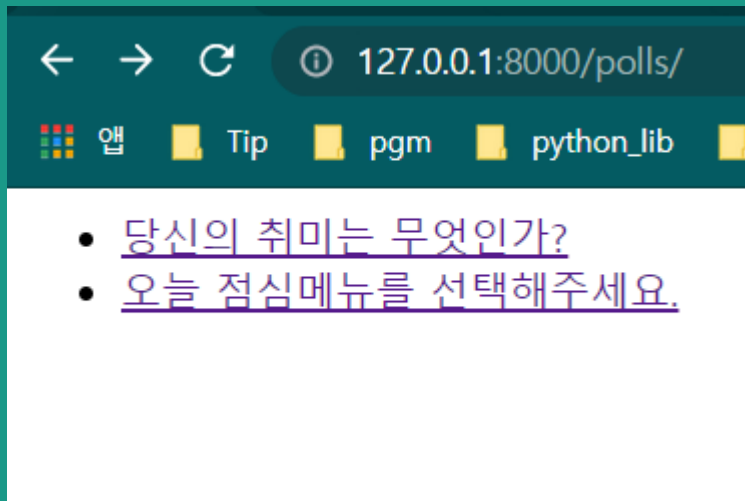 127.0.0.1:8000/polls/
앱 Tip pgm python_lib
당신의 취미는 무엇인가?
오늘 점심메뉴를 선택해주세요.